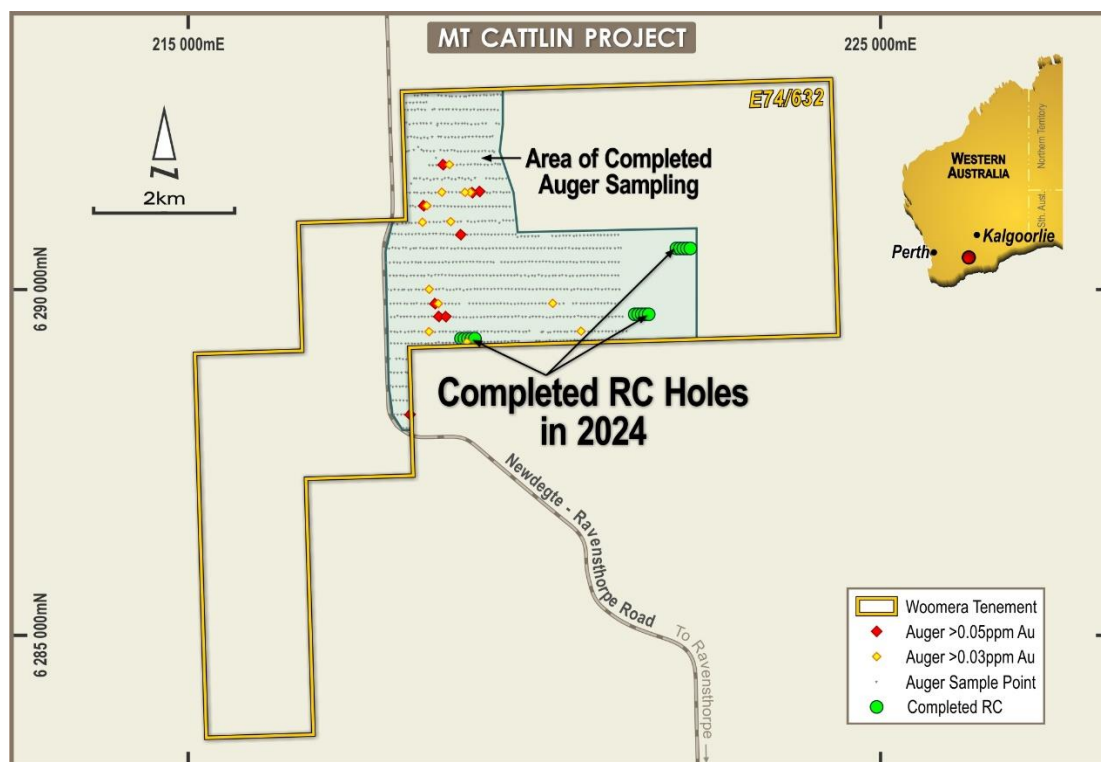 MT CATTLIN PROJECT
215 000mE
225 000mE
E74/632
N
2km
Area of Completed
Auger Sampling
WESTERN
AUSTRALIA
Northern Territory
Sth. Aust.
Kalgoorlie
Perth
6 290 000mN
Completed RC Holes
in 2024
Newdegte - Ravensthorpe Road
To Ravensthorpe
6 285 000mN
Woomera Tenement
Auger >0.05ppm Au
Auger >0.03ppm Au
Auger Sample Point
Completed RC